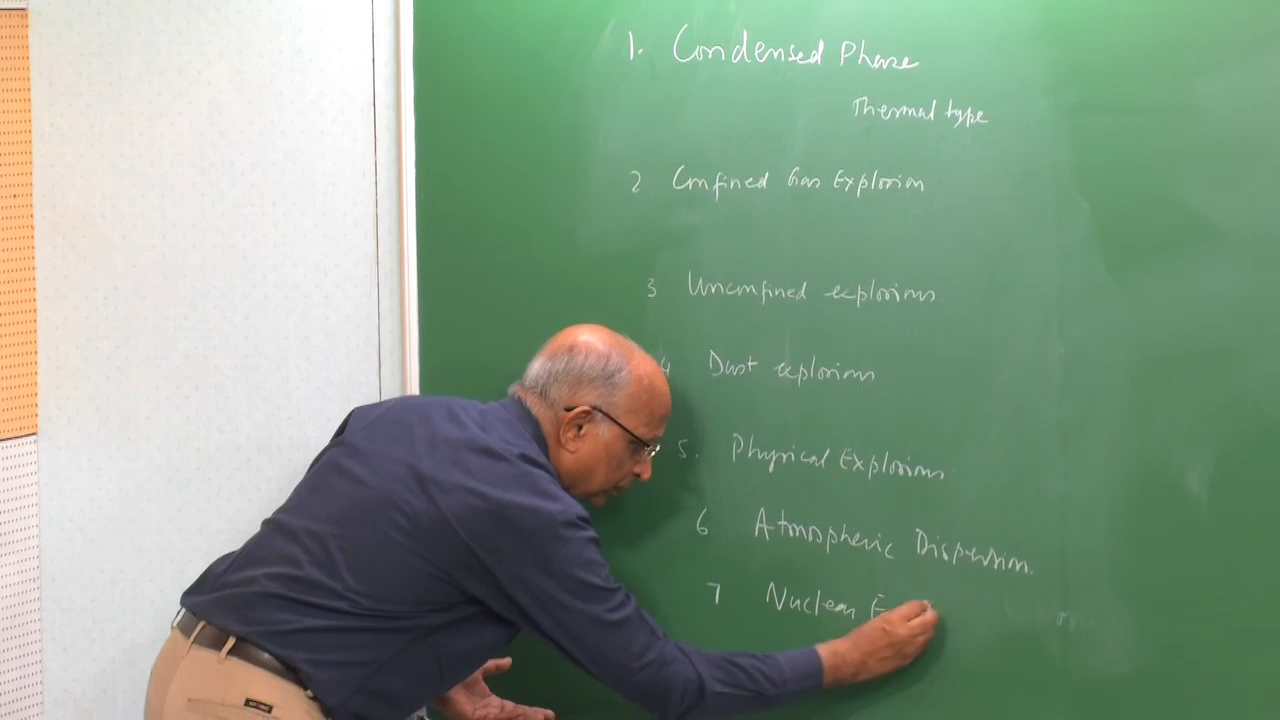 1. Condensed Phase
Thermal type
2 Confined Gas Explosion
3 Unconfined explosions.
4 Dust explosions
5. Physical Explosions
6 Atmospheric Dispersion.
7 Nuclear E